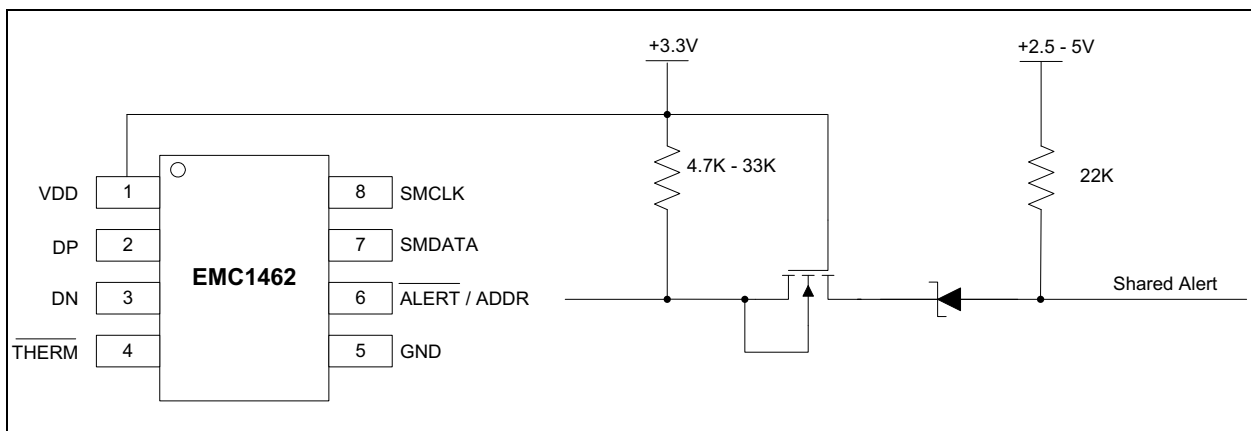 +3.3V
+2.5 - 5V
4.7K - 33K
22K
VDD 1
8 SMCLK
DP 2
7 SMDATA
EMC1462
DN 3
6 ALERT / ADDR
THERM 4
5 GND
Shared Alert